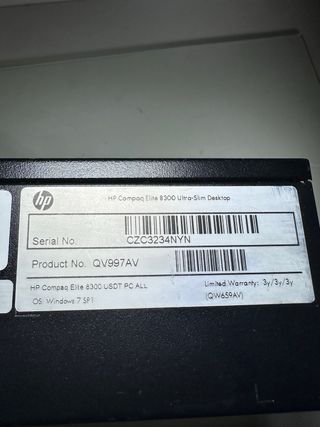 hp
HP Compaq Elite 8300 Ultra-Slim Desktop
Serial No. CZC3234NYN
Product No. QV997AV
HP Compaq Elite 8300 USDT PC ALL Limited Warranty: 3y/3y/3y
OS: Windows 7 SP1 (QW659AV)